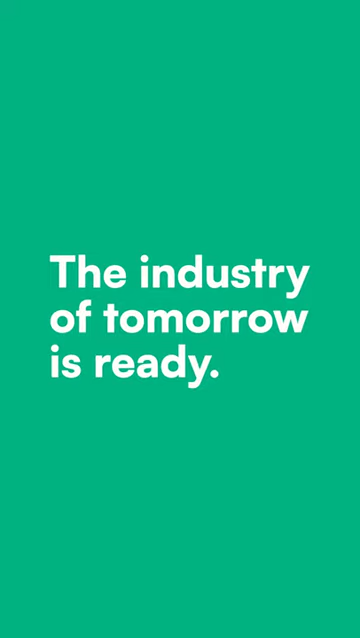 The industry
of tomorrow
is ready.